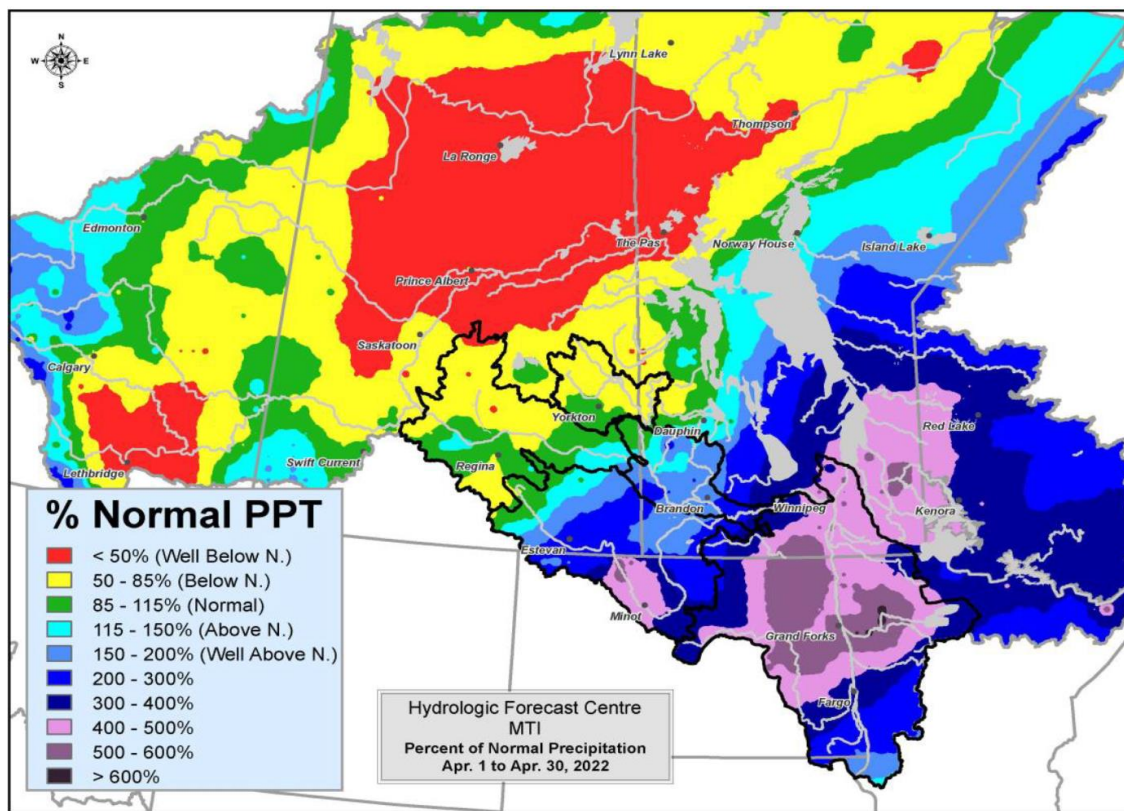 N
W E
S
Lynn Lake
Thompson
La Ronge
Edmonton
The Pas
Norway House
Island Lake
Prince Albert
Saskatoon
Calgary
Yorkton
Dauphin
Red Lake
Lethbridge
Swift Current
Regina
Brandon
Winnipeg
Kenora
Estevan
Minot
Grand Forks
Fargo
% Normal PPT
< 50% (Well Below N.)
50 - 85% (Below N.)
85 - 115% (Normal)
115 - 150% (Above N.)
150 - 200% (Well Above N.)
200 - 300%
300 - 400%
400 - 500%
500 - 600%
> 600%
Hydrologic Forecast Centre
MTI
Percent of Normal Precipitation
Apr. 1 to Apr. 30, 2022